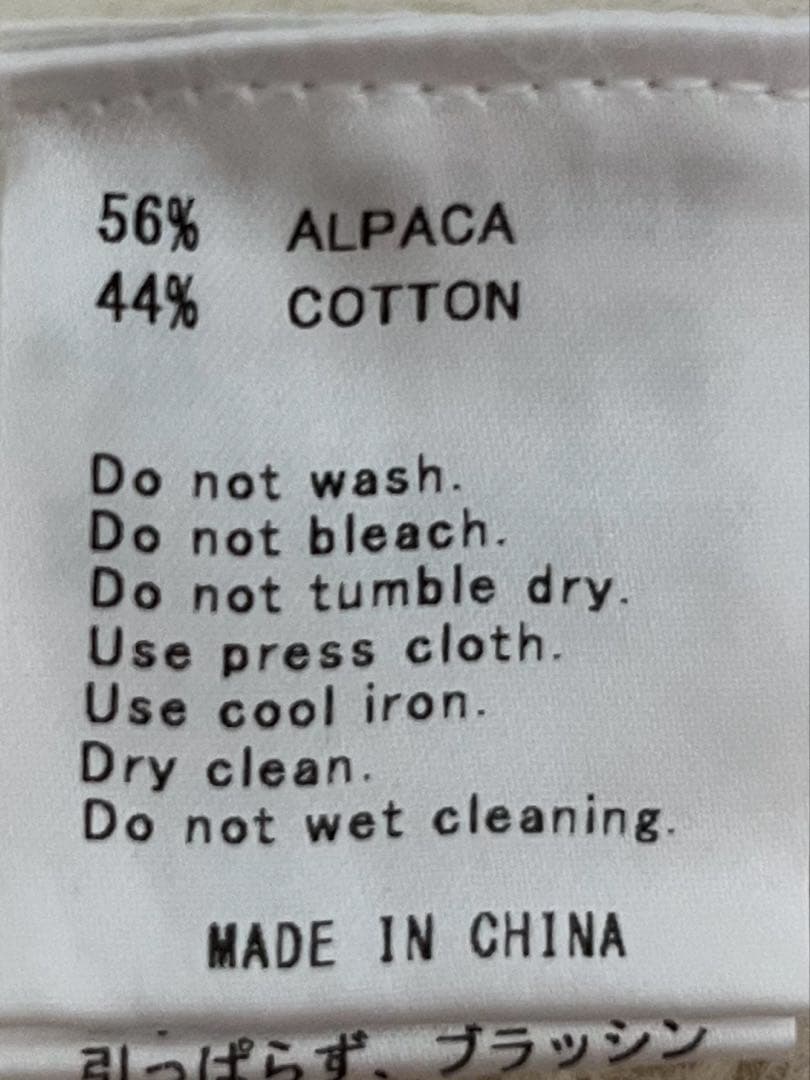 56% ALPACA
44% COTTON
Do not wash.
Do not bleach.
Do not tumble dry.
Use press cloth.
Use cool iron.
Dry clean.
Do not wet cleaning.
MADE IN CHINA
引っぱらず、ブラッシン